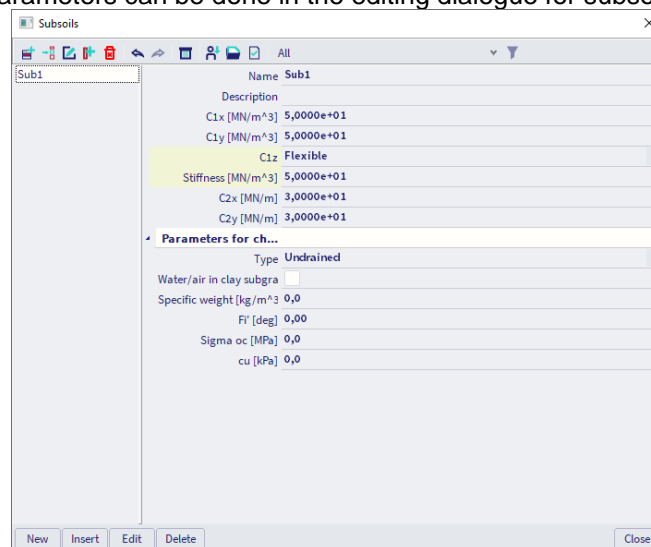 arameters can be done in the editing dialogue for subso
Subsoils
All
Sub1
Name Sub1
Description
C1x [MN/m^3] 5,0000e+01
C1y [MN/m^3] 5,0000e+01
C1z Flexible
Stiffness [MN/m^3] 5,0000e+01
C2x [MN/m] 3,0000e+01
C2y [MN/m] 3,0000e+01
Parameters for ch...
Type Undrained
Water/air in clay subgra
Specific weight [kg/m^3 0,0
Fi' [deg] 0,00
Sigma oc [MPa] 0,0
cu [kPa] 0,0
New Insert Edit Delete Close